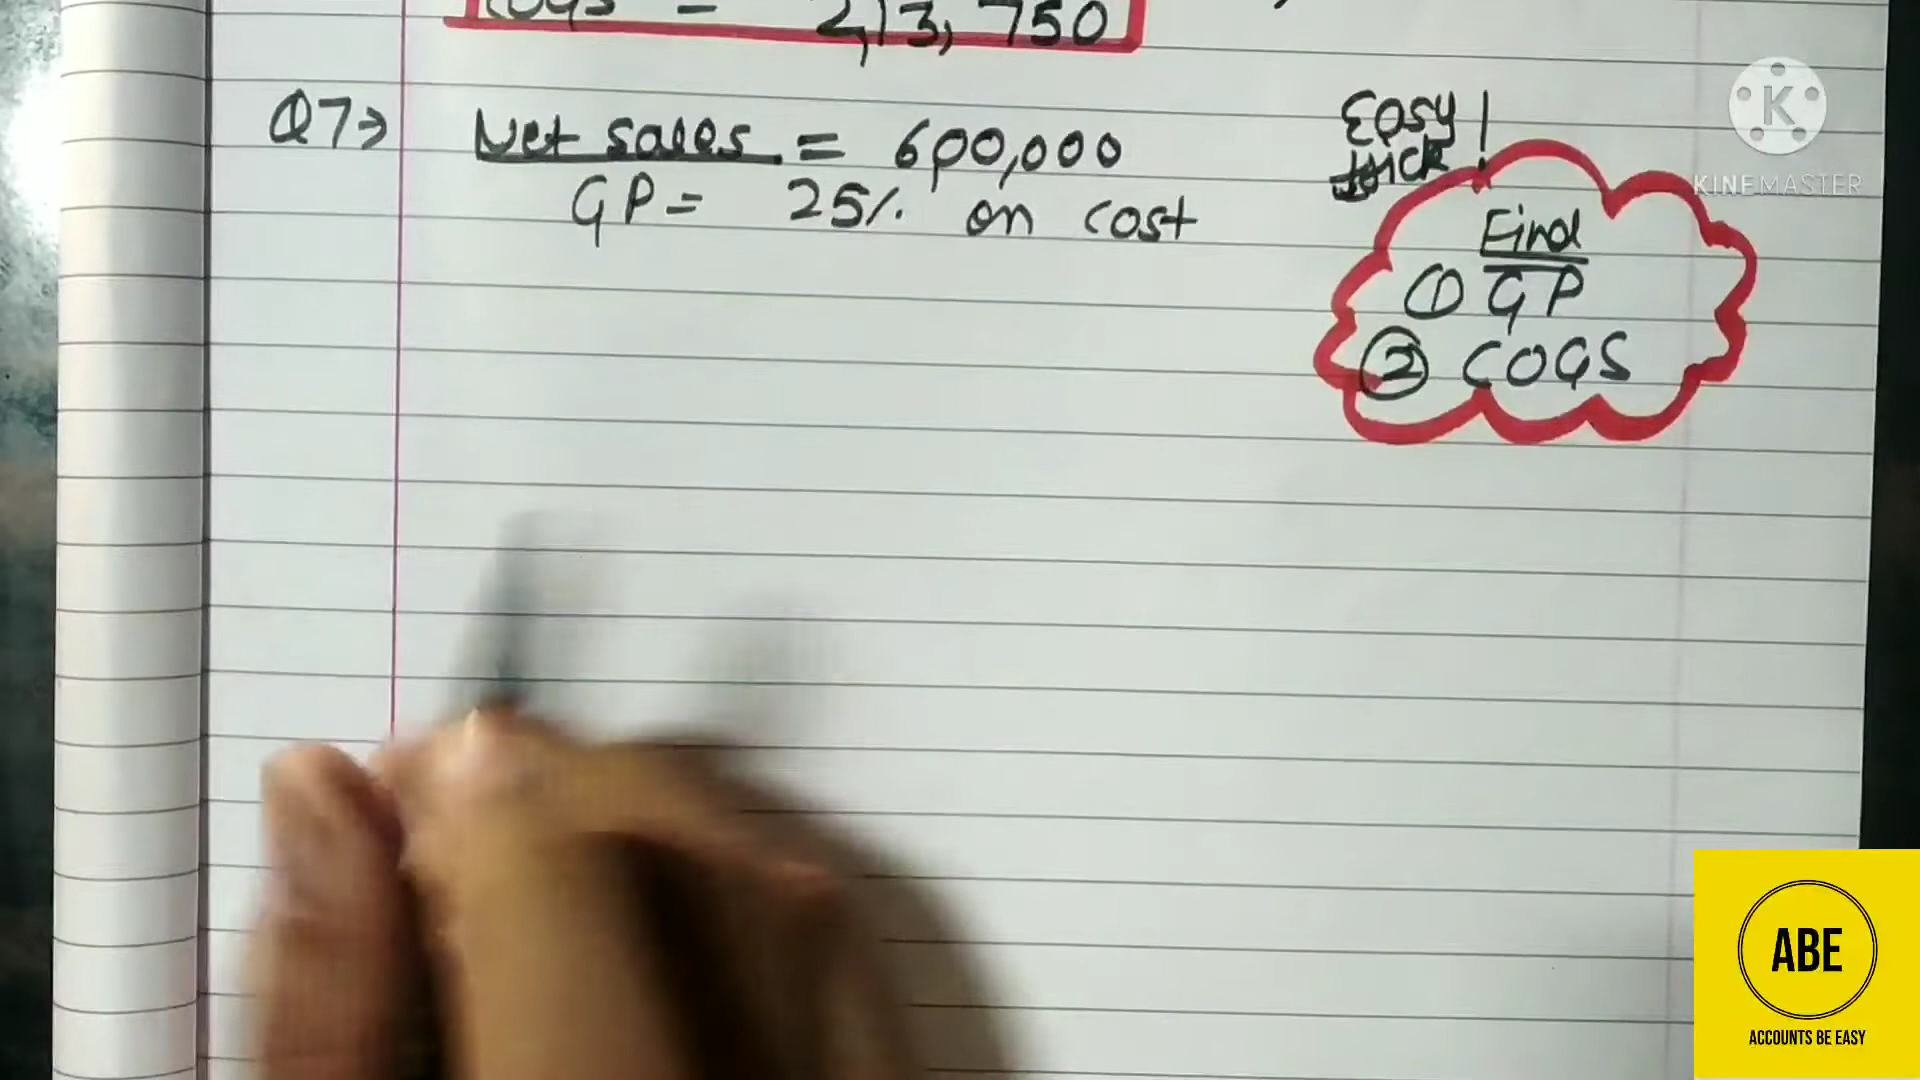 COGS = 2,13,750
Q7→ Net sales = 600,000
GP = 25% on cost
Easy!
trick
Find
① GP
② COGS
K
KINEMASTER
ABE
ACCOUNTS BE EASY